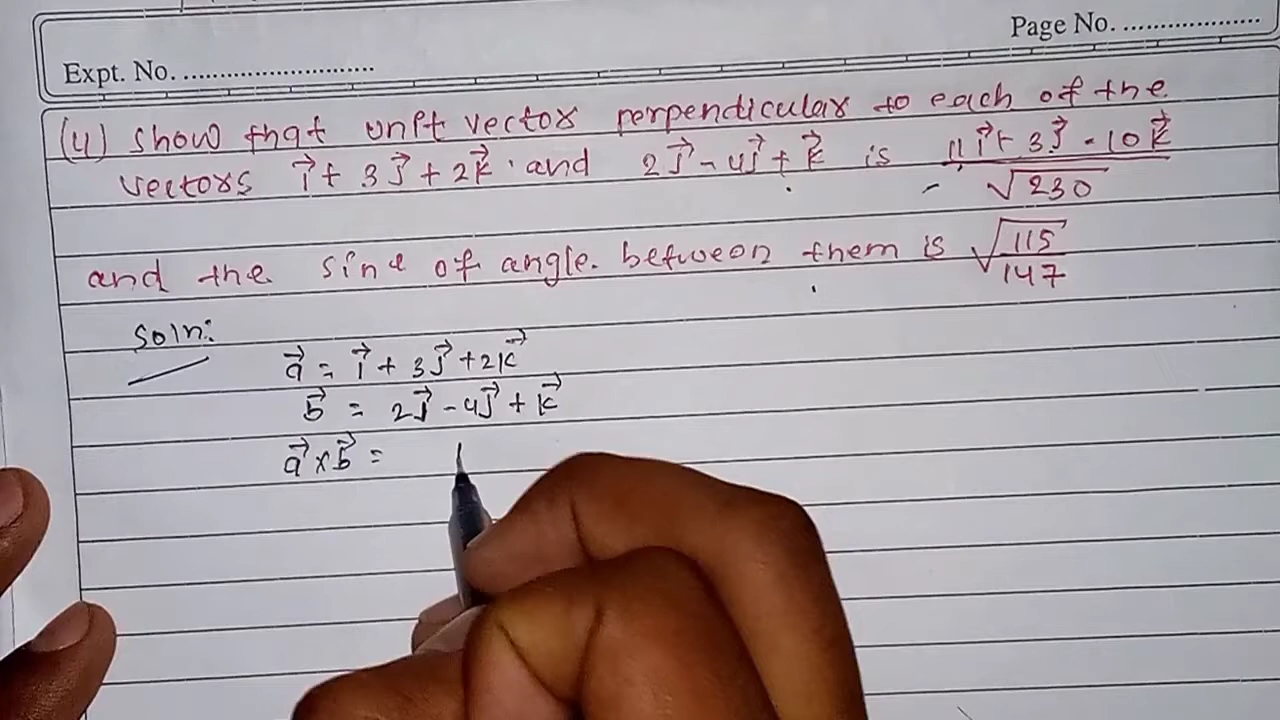 Page No. ....................
Expt. No. ............................
(4) Show that unit vector perpendicular to each of the
vectors i⃗ + 3j⃗ + 2k⃗ and 2j⃗ - 4j⃗ + k⃗ is (11i⃗ + 3j⃗ - 10k⃗)/√230
and the sine of angle. between them is √(115/147)
Soln:
a⃗ = i⃗ + 3j⃗ + 2k⃗
b⃗ = 2j⃗ - 4j⃗ + k⃗
a⃗ × b⃗ =